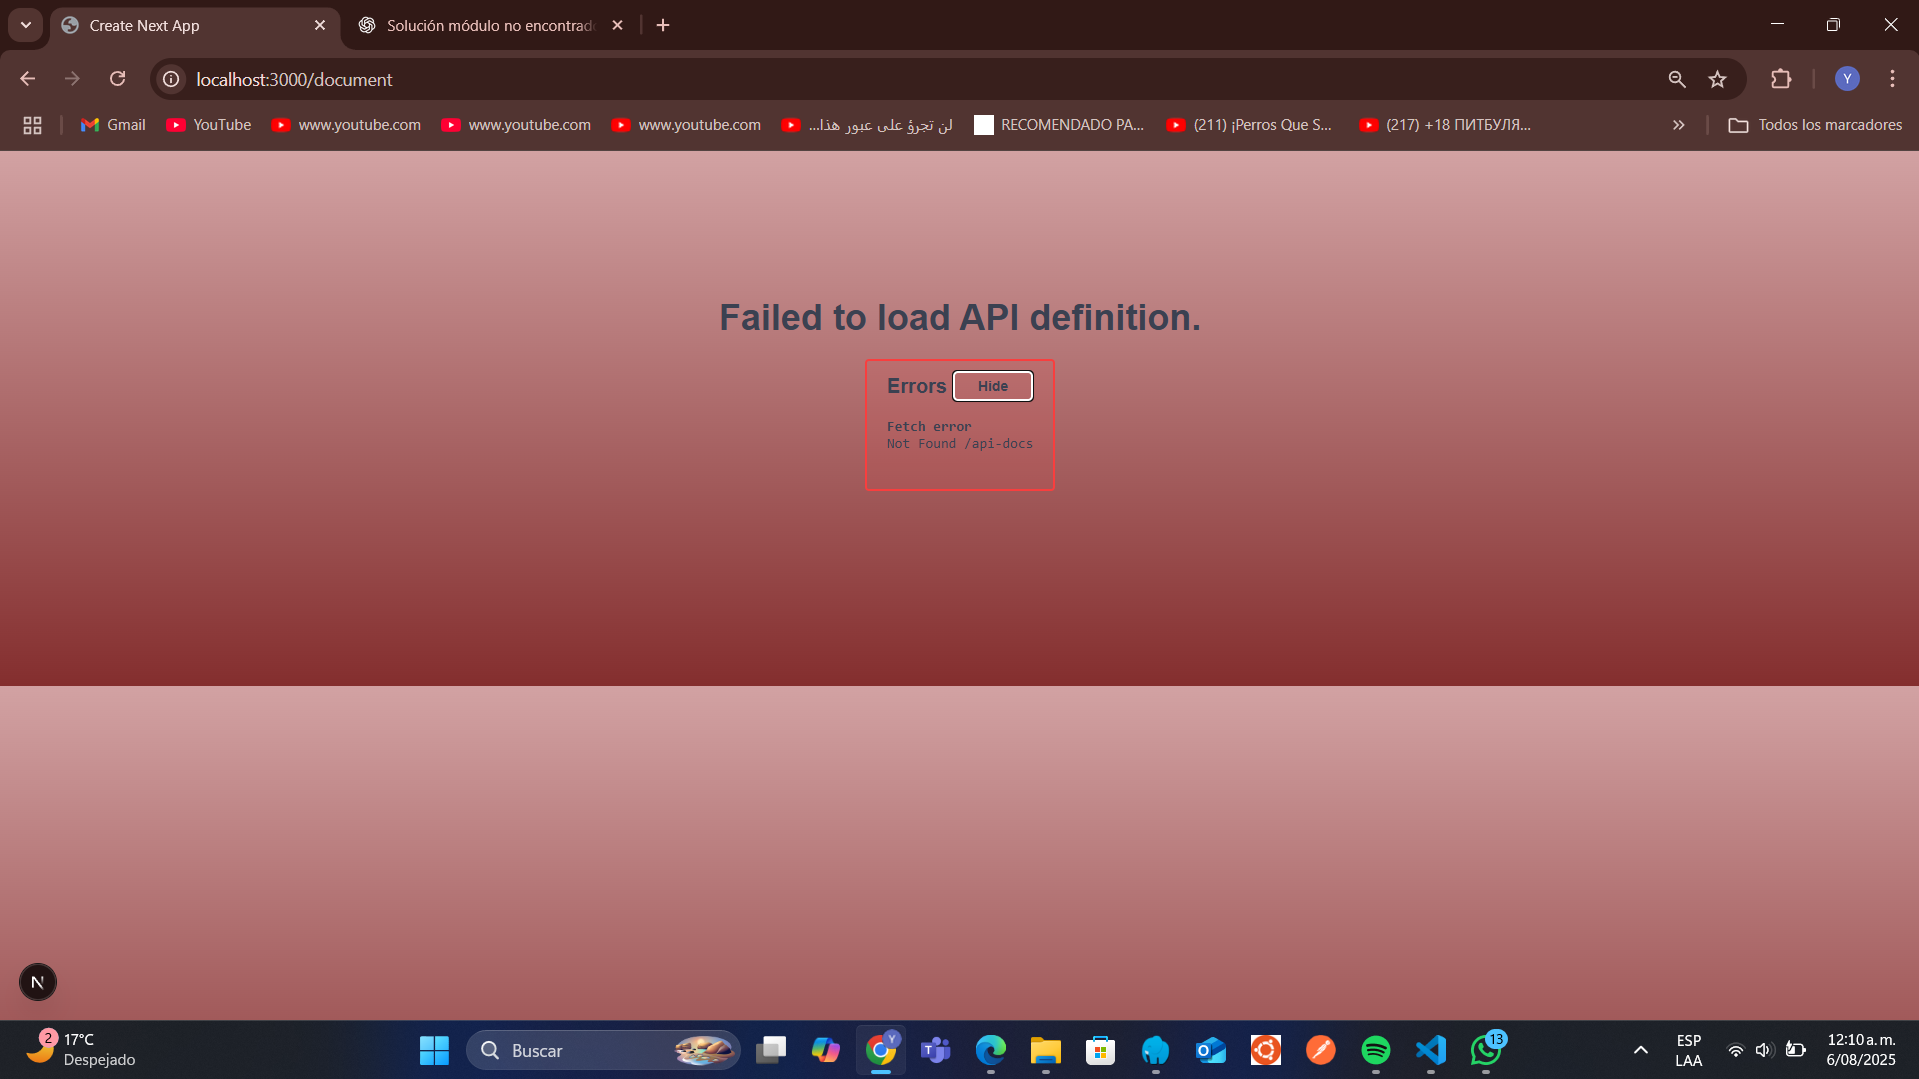 Create Next App
Solución módulo no encontrado
localhost:3000/document
Y
Gmail
YouTube
www.youtube.com
www.youtube.com
www.youtube.com
لن تجرؤ على عبور هذا...
RECOMENDADO PA...
(211) ¡Perros Que S...
(217) +18 ПИТБУЛЯ...
Todos los marcadores
Failed to load API definition.
Errors
Hide
Fetch error
Not Found /api-docs
N
2
17°C
Despejado
Buscar
Y
13
ESP
LAA
12:10 a. m.
6/08/2025